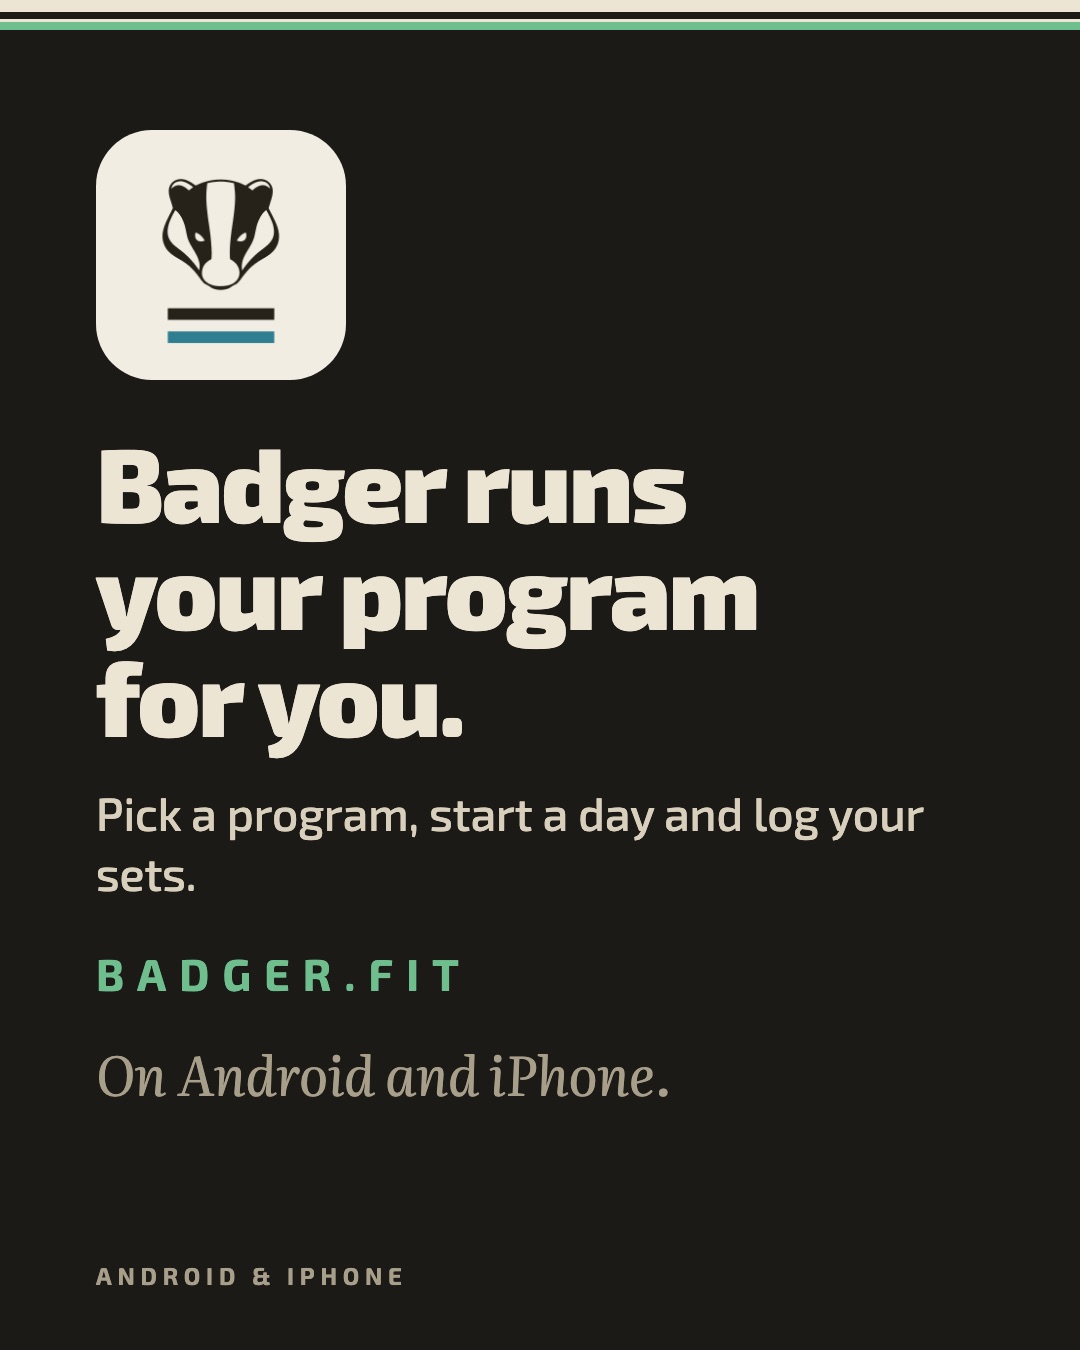 Badger runs
your program
for you.
Pick a program, start a day and log your
sets.
BADGER.FIT
On Android and iPhone.
ANDROID & IPHONE